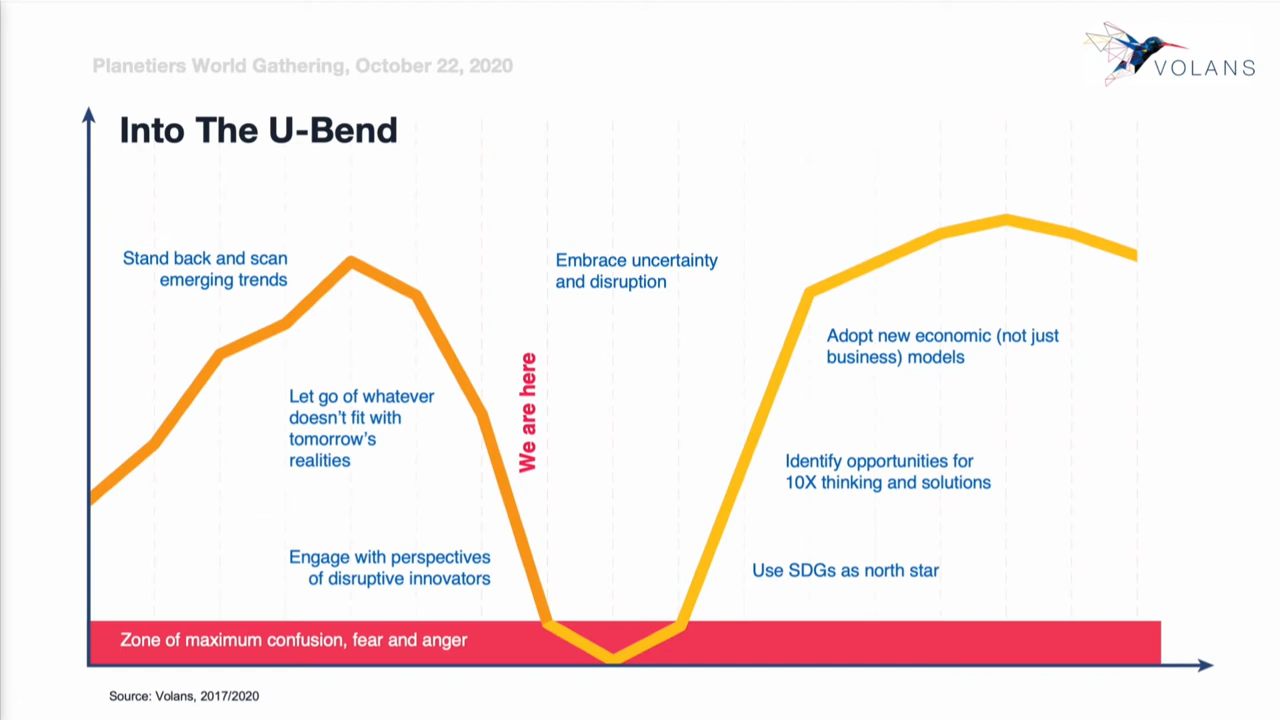 Planetiers World Gathering, October 22, 2020
VOLANS
Into The U-Bend
Stand back and scan
emerging trends
Let go of whatever
doesn't fit with
tomorrow's
realities
Engage with perspectives
of disruptive innovators
We are here
Embrace uncertainty
and disruption
Adopt new economic (not just
business) models
Identify opportunities for
10X thinking and solutions
Use SDGs as north star
Zone of maximum confusion, fear and anger
Source: Volans, 2017/2020